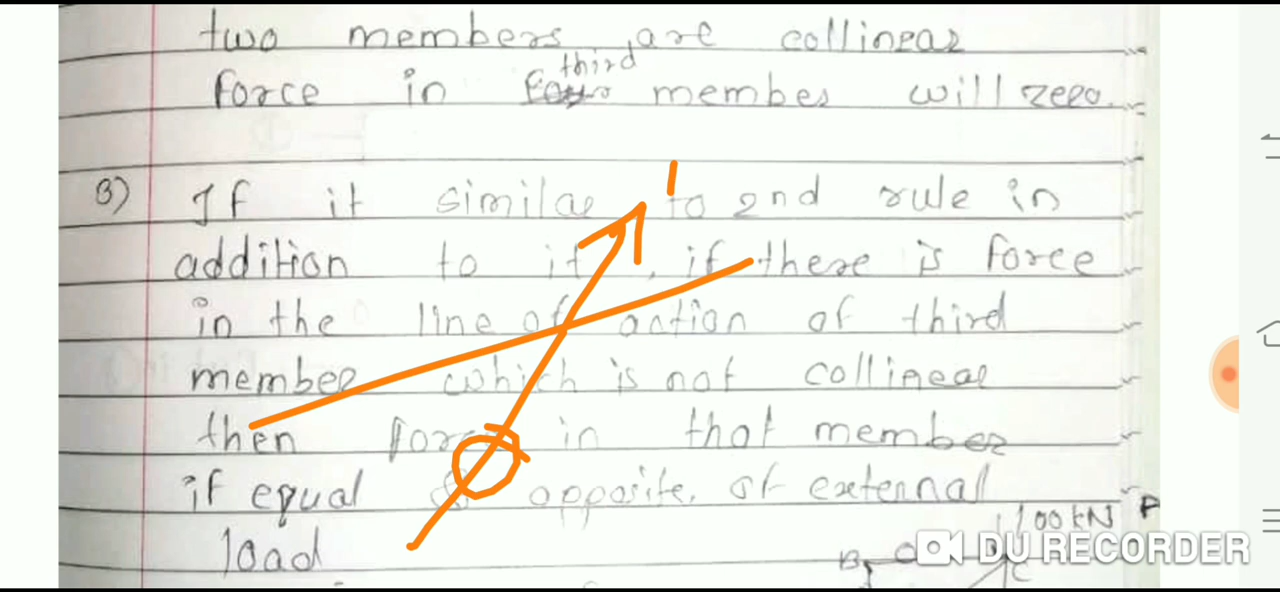 two members are collinear
third
force in member will zero.
3) If it similar to 2nd rule in
addition to it, if there is force
in the line of action of third
member which is not collinear
then force in that member
if equal & opposite. of external
load
100 kN
B C
DU RECORDER